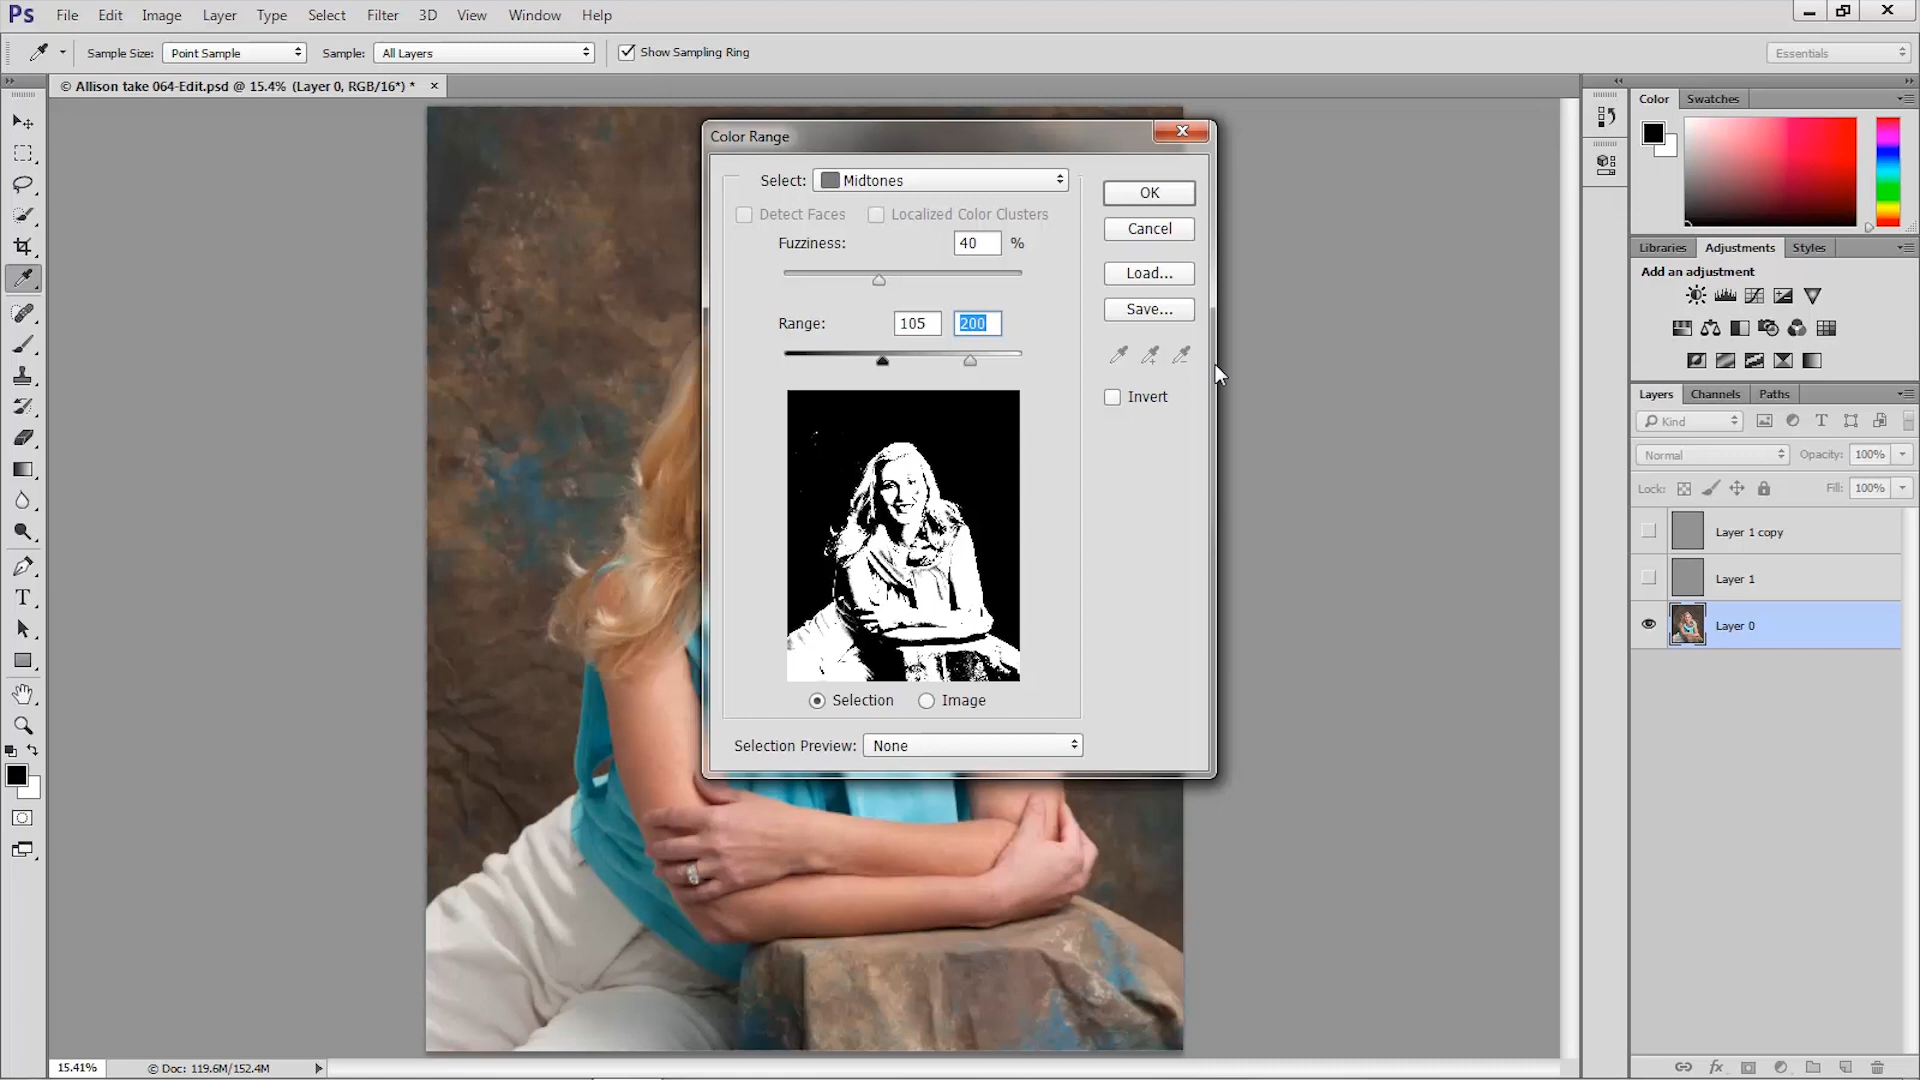 Ps File Edit Image Layer Type Select Filter 3D View Window Help
Sample Size: Point Sample Sample: All Layers Show Sampling Ring Essentials
© Allison take 064-Edit.psd @ 15.4% (Layer 0, RGB/16*) * ×
Color Swatches
Color Range
Select: Midtones
OK
Detect Faces Localized Color Clusters
Cancel
Fuzziness: 40 %
Load...
Save...
Range: 105 200
Invert
Selection Image
Selection Preview: None
Libraries Adjustments Styles
Add an adjustment
Layers Channels Paths
Kind
Normal Opacity: 100%
Lock: Fill: 100%
Layer 1 copy
Layer 1
Layer 0
T
fx
15.41% © Doc: 119.6M/152.4M